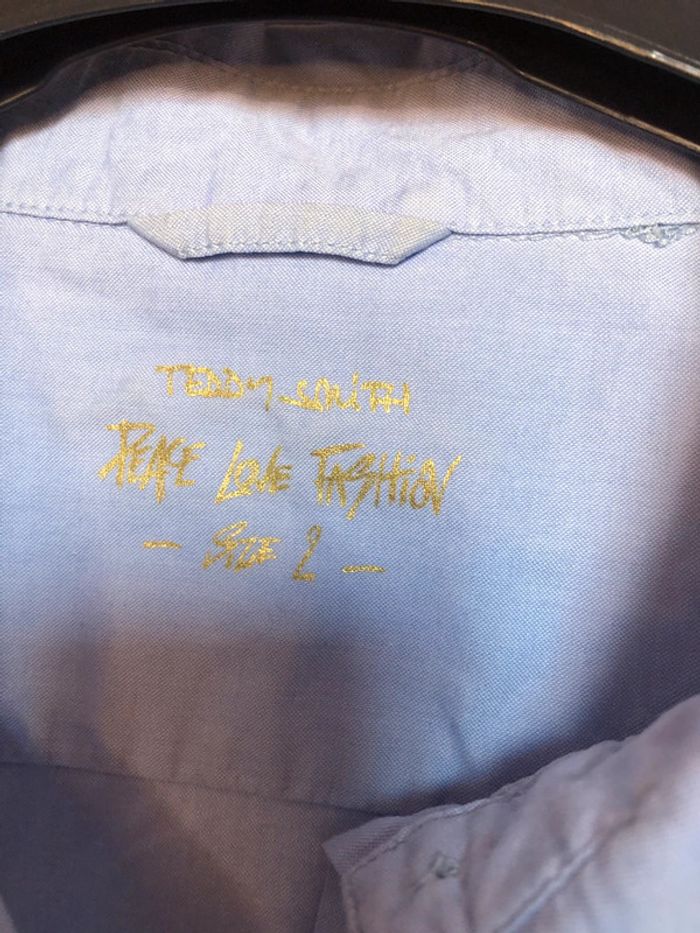 TEDDY SMITH
PEACE LOVE FASHION
- SIZE L -